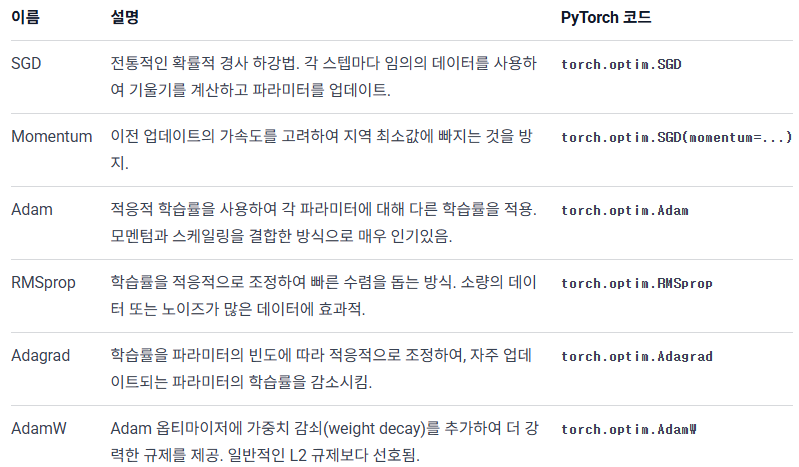 이름 설명 PyTorch 코드
SGD 전통적인 확률적 경사 하강법. 각 스텝마다 임의의 데이터를 사용하 torch.optim.SGD
여 기울기를 계산하고 파라미터를 업데이트.
Momentum 이전 업데이트의 가속도를 고려하여 지역 최소값에 빠지는 것을 방 torch.optim.SGD(momentum=...)
지.
Adam 적응적 학습률을 사용하여 각 파라미터에 대해 다른 학습률을 적용. torch.optim.Adam
모멘텀과 스케일링을 결합한 방식으로 매우 인기있음.
RMSprop 학습률을 적응적으로 조정하여 빠른 수렴을 돕는 방식. 소량의 데이 torch.optim.RMSprop
터 또는 노이즈가 많은 데이터에 효과적.
Adagrad 학습률을 파라미터의 빈도에 따라 적응적으로 조정하여, 자주 업데 torch.optim.Adagrad
이트되는 파라미터의 학습률을 감소시킴.
AdamW Adam 옵티마이저에 가중치 감쇠(weight decay)를 추가하여 더 강 torch.optim.AdamW
력한 규제를 제공. 일반적인 L2 규제보다 선호됨.